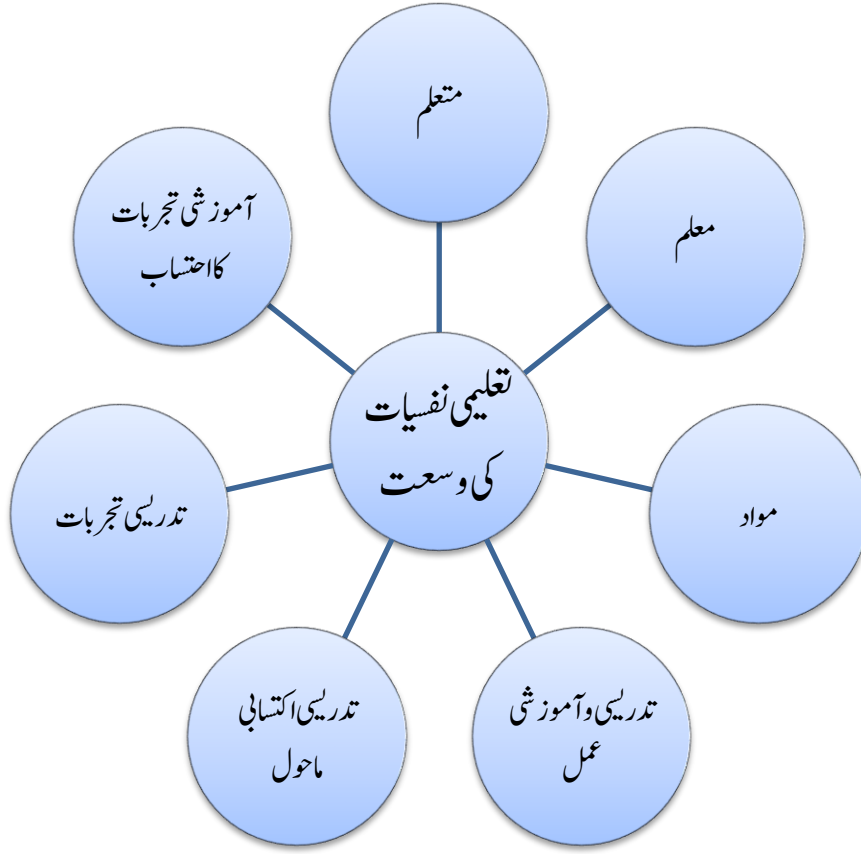 متعلم
معلم
آموزشی تجربات
کا احتساب
تعلیمی نفسیات
کی وسعت
مواد
تدریسی تجربات
تدریسی و آموزشی
عمل
تدریسی اکتسابی
ماحول